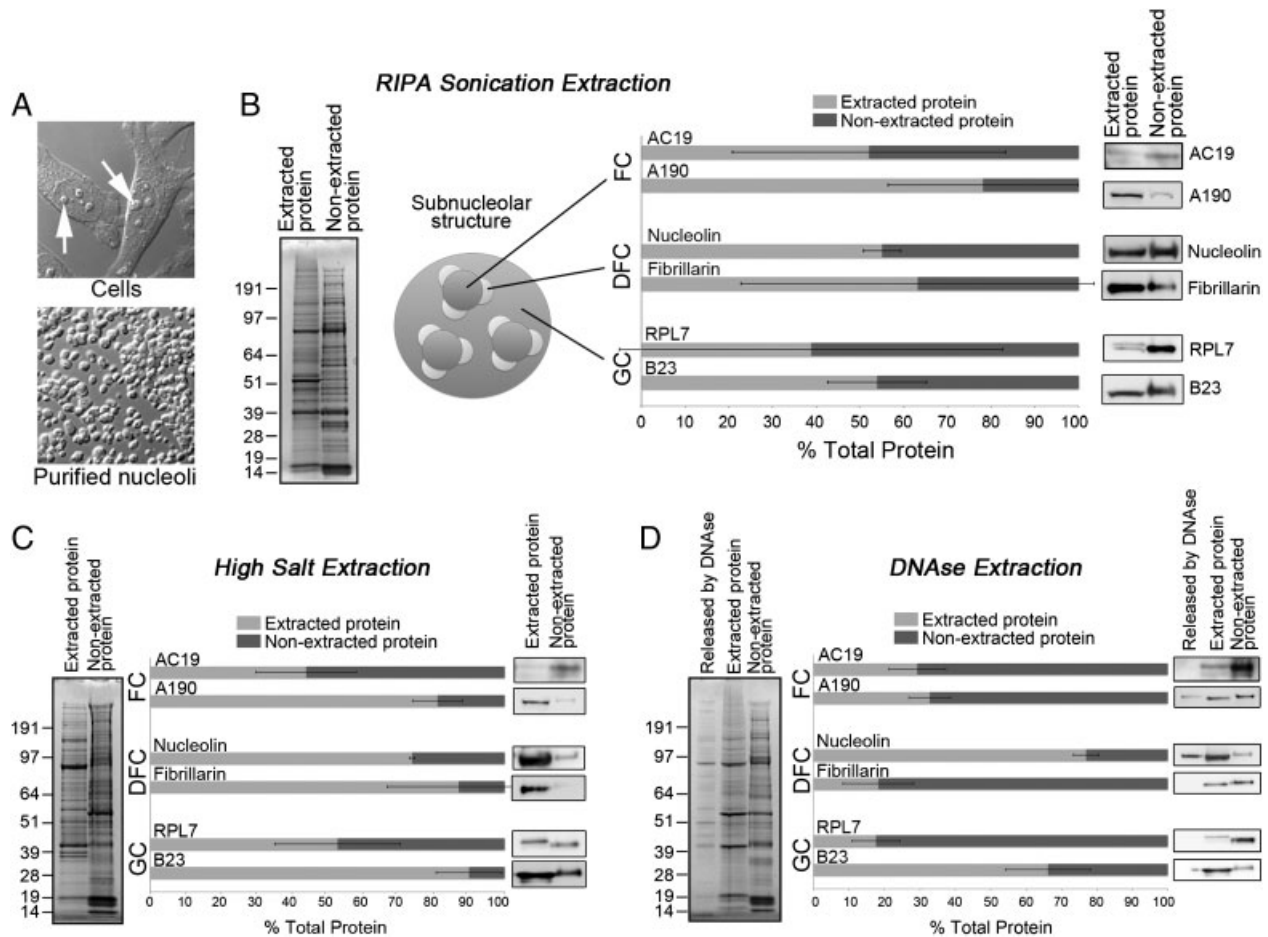 A
Cells
Purified nucleoli
B
RIPA Sonication Extraction
Extracted protein
Non-extracted protein
191
97
64
51
39
28
19
14
Subnucleolar structure
Extracted protein
Non-extracted protein
FC
AC19
A190
DFC
Nucleolin
Fibrillarin
GC
RPL7
B23
0 10 20 30 40 50 60 70 80 90 100
% Total Protein
Extracted protein
Non-extracted protein
AC19
A190
Nucleolin
Fibrillarin
RPL7
B23
C
High Salt Extraction
Extracted protein
Non-extracted protein
191
97
64
51
39
28
19
14
Extracted protein
Non-extracted protein
FC
AC19
A190
DFC
Nucleolin
Fibrillarin
GC
RPL7
B23
0 10 20 30 40 50 60 70 80 90 100
% Total Protein
Extracted protein
Non-extracted protein
D
DNAse Extraction
Released by DNAse
Extracted protein
Non-extracted protein
191
97
64
51
39
28
19
14
Extracted protein
Non-extracted protein
FC
AC19
A190
DFC
Nucleolin
Fibrillarin
GC
RPL7
B23
0 10 20 30 40 50 60 70 80 90 100
% Total Protein
Released by DNAse
Extracted protein
Non-extracted protein